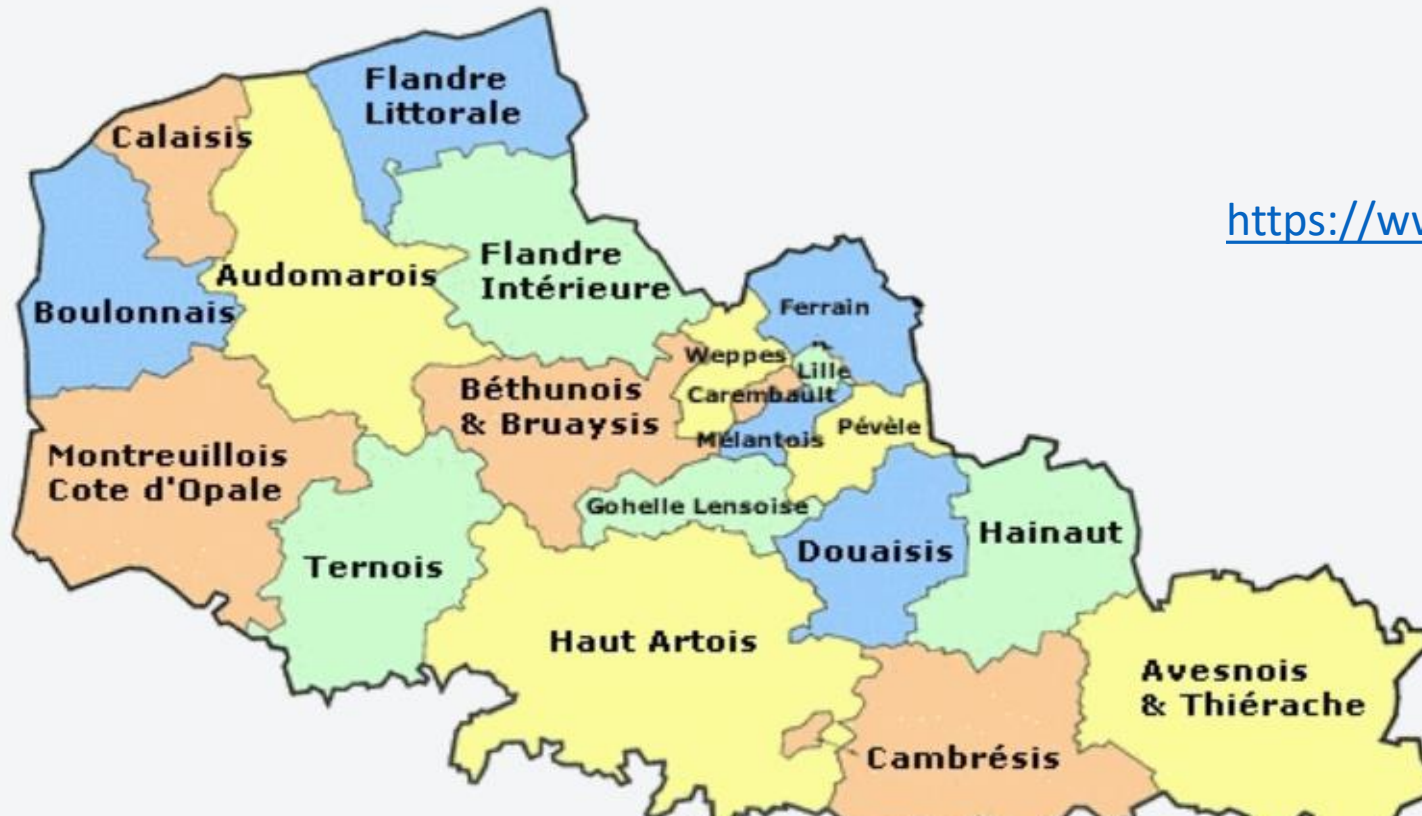 Flandre
Littorale
Calaisis
https://w
Flandre
Intérieure
Audomarois
Boulonnais
Ferrain
Weppes
Lille
Béthunois
& Bruaysis
Carembault
Mélantois
Pévèle
Montreuillois
Cote d'Opale
Gohelle Lensoise
Hainaut
Douaisis
Ternois
Haut Artois
Avesnois
& Thiérache
Cambrésis